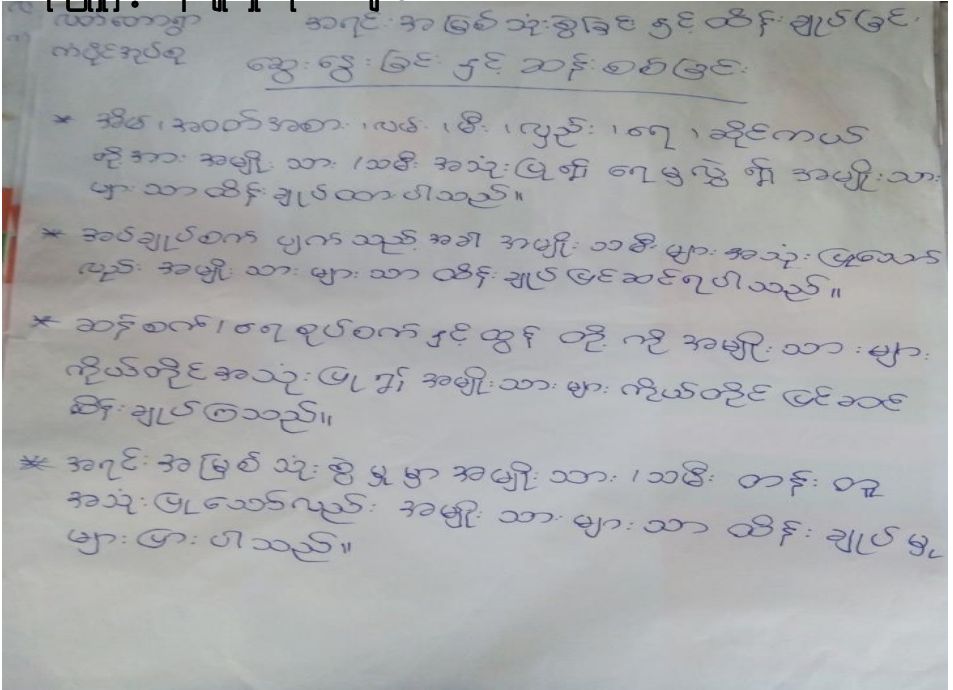 အရင်းအမြစ်သုံးစွဲခြင်း နှင့် ထိန်းချုပ်ခြင်း
ဆွေးနွေးခြင်း နှင့် ဆန်းစစ်ခြင်း
* အိမ်၊ အဝတ်အစား၊ လမ်း၊ မီး၊ လှည်း၊ ရေ၊ ဆိုင်ကယ်
တို့အား အမျိုးသား/သမီး အသုံးပြု၍ ရေမှလွဲ၍ အမျိုးသား
များသာ ထိန်းချုပ်ထားပါသည်။
* အပ်ချုပ်စက် ပျက်သည့်အခါ အမျိုးသမီးများ အသုံးပြုသော်
လည်း အမျိုးသားများသာ ထိန်းချုပ်ပြင်ဆင်ရပါသည်။
* ဆန်စက်၊ ရေစုပ်စက်နှင့် ထွန် တို့ကို အမျိုးသားများ
ကိုယ်တိုင်အသုံးပြု၍ အမျိုးသားများ ကိုယ်တိုင် ပြင်ဆင်
ထိန်းချုပ်ကြသည်။
* အရင်းအမြစ်သုံးစွဲမှုမှာ အမျိုးသား/သမီး တန်းတူ
အသုံးပြုသော်လည်း အမျိုးသားများသာ ထိန်းချုပ်မှု
များပြားပါသည်။